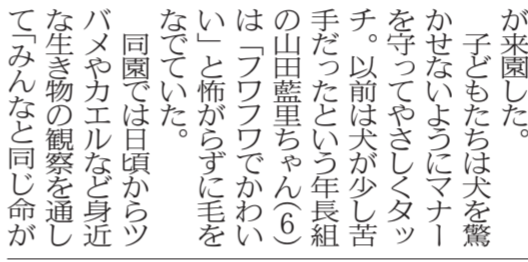 が来園した。
子どもたちは犬を驚
かせないようにマナー
を守ってやさしくタッ
チ。以前は犬が少し苦
手だったという年長組
の山田藍里ちゃん(6)
は「フワフワでかわい
い」と怖がらずに毛を
なでていた。
同園では日頃からツ
バメやカエルなど身近
な生き物の観察を通し
て「みんなと同じ命が